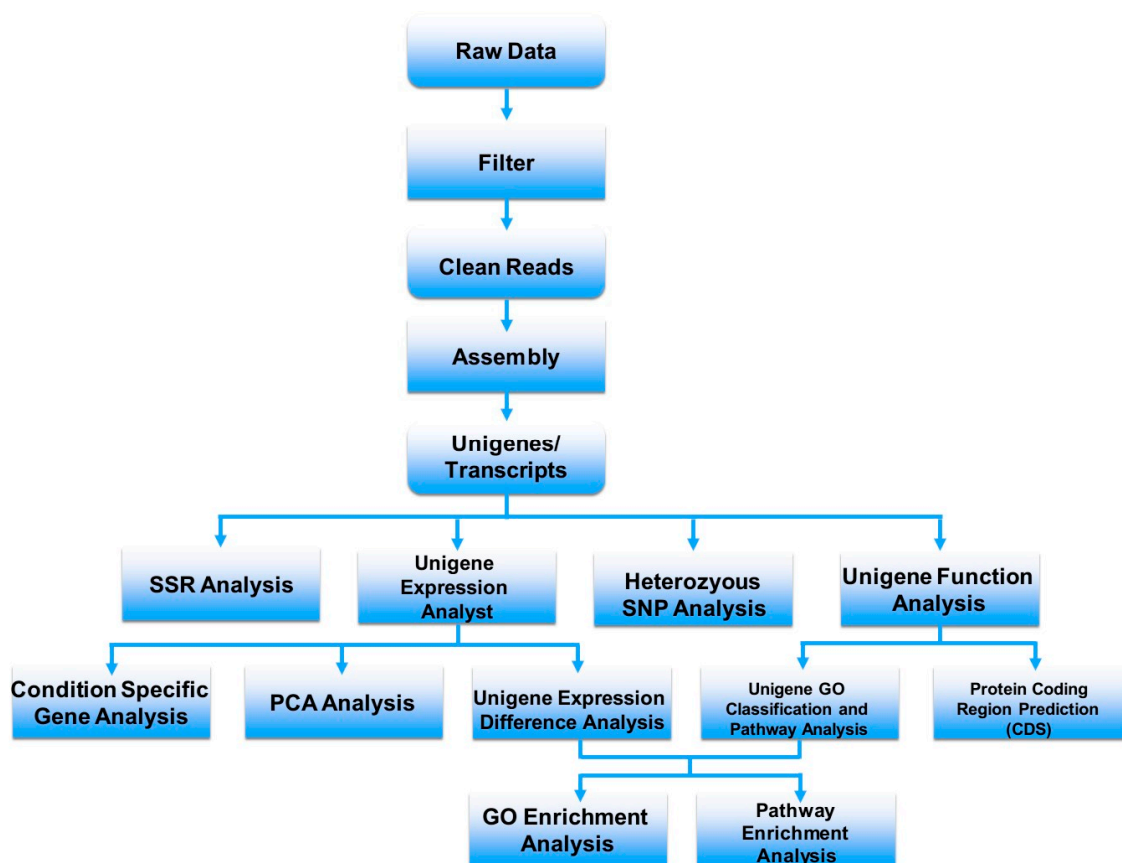 Raw Data
Filter
Clean Reads
Assembly
Unigenes/
Transcripts
SSR Analysis
Unigene
Expression
Analyst
Heterozyous
SNP Analysis
Unigene Function
Analysis
Condition Specific
Gene Analysis
PCA Analysis
Unigene Expression
Difference Analysis
Unigene GO
Classification and
Pathway Analysis
Protein Coding
Region Prediction
(CDS)
GO Enrichment
Analysis
Pathway
Enrichment
Analysis